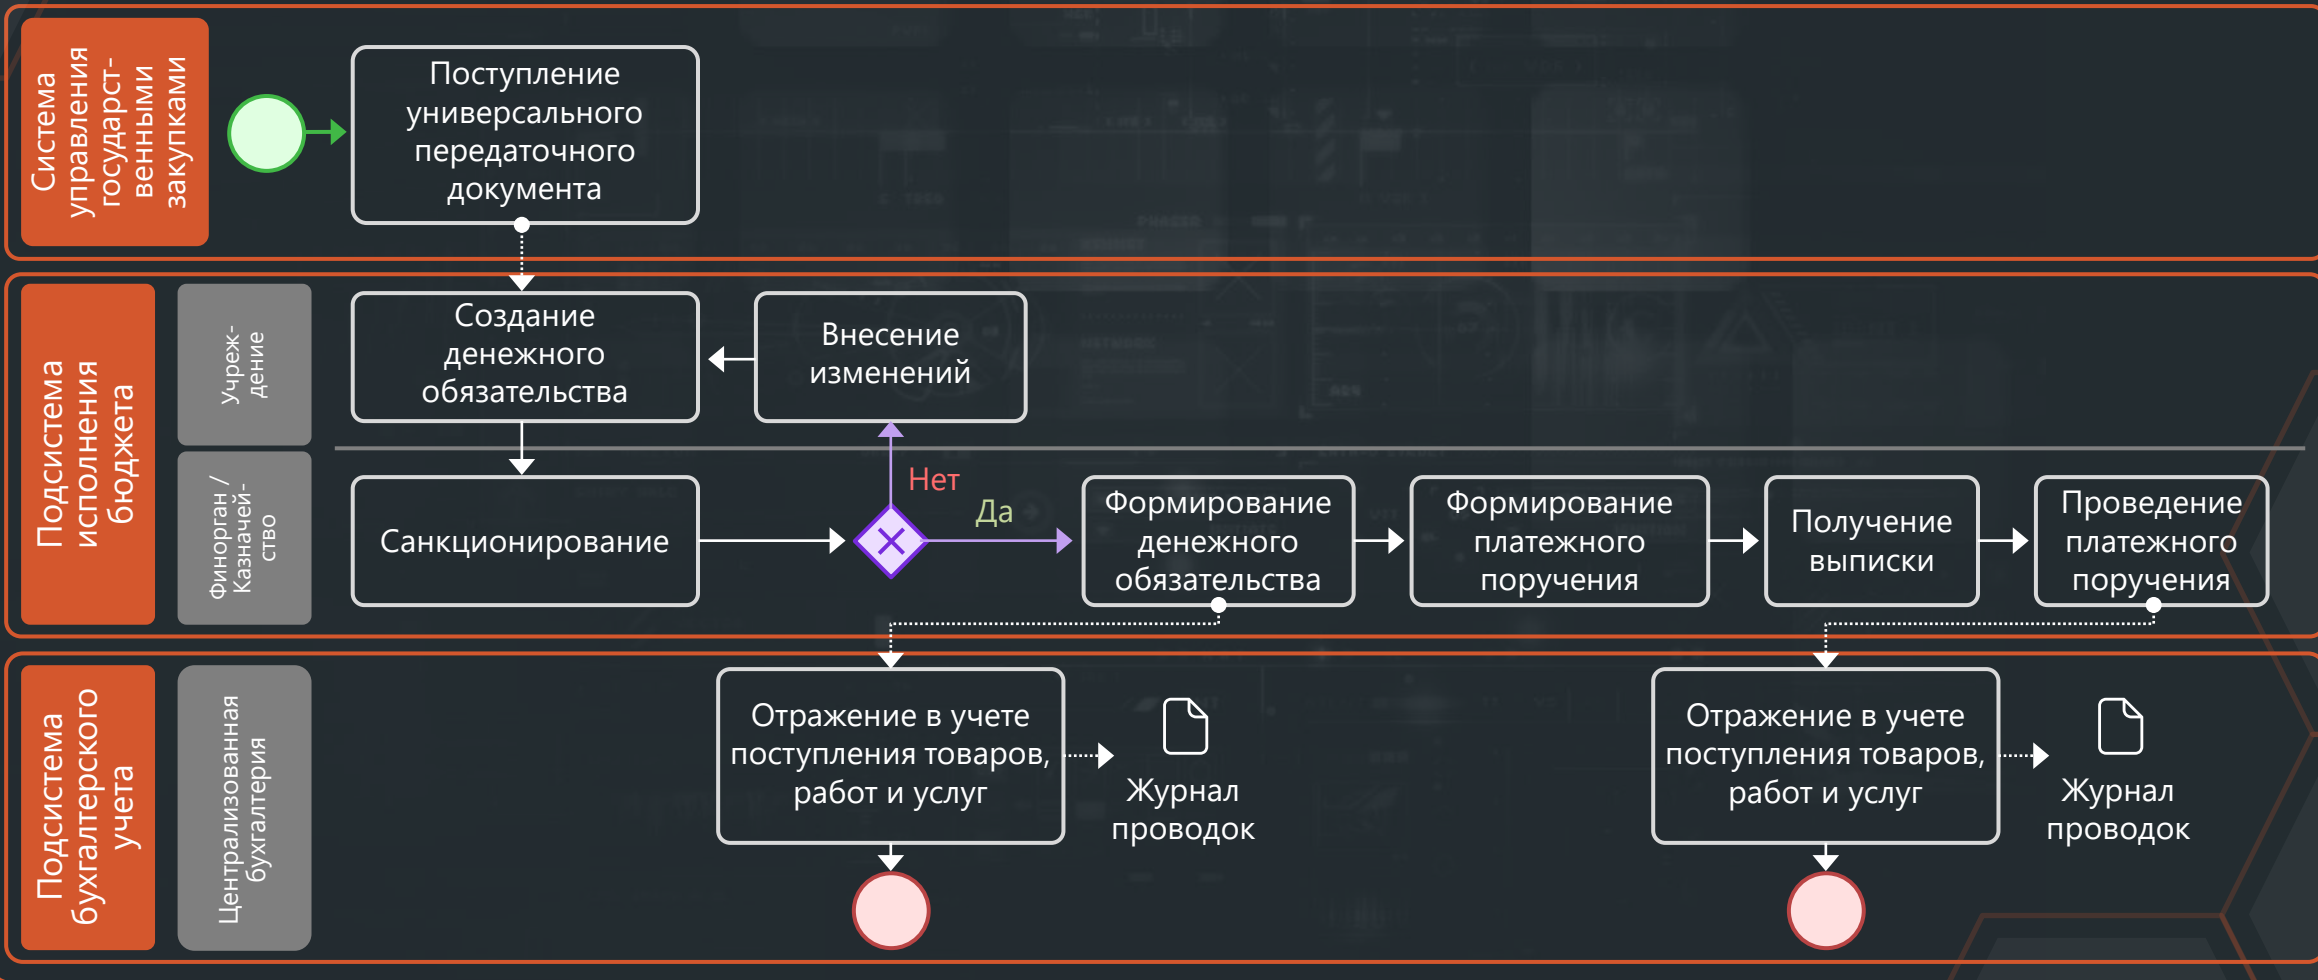 Система
управления
государст-
венными
закупками
Поступление
универсального
передаточного
документа
Подсистема
исполнения
бюджета
Учреж-
дение
Создание
денежного
обязательства
Внесение
изменений
Финорган /
Казначей-
ство
Санкционирование
Нет
Да
Формирование
денежного
обязательства
Формирование
платежного
поручения
Получение
выписки
Проведение
платежного
поручения
Подсистема
бухгалтерского
учета
Централизованная
бухгалтерия
Отражение в учете
поступления товаров,
работ и услуг
Журнал
проводок
Отражение в учете
поступления товаров,
работ и услуг
Журнал
проводок